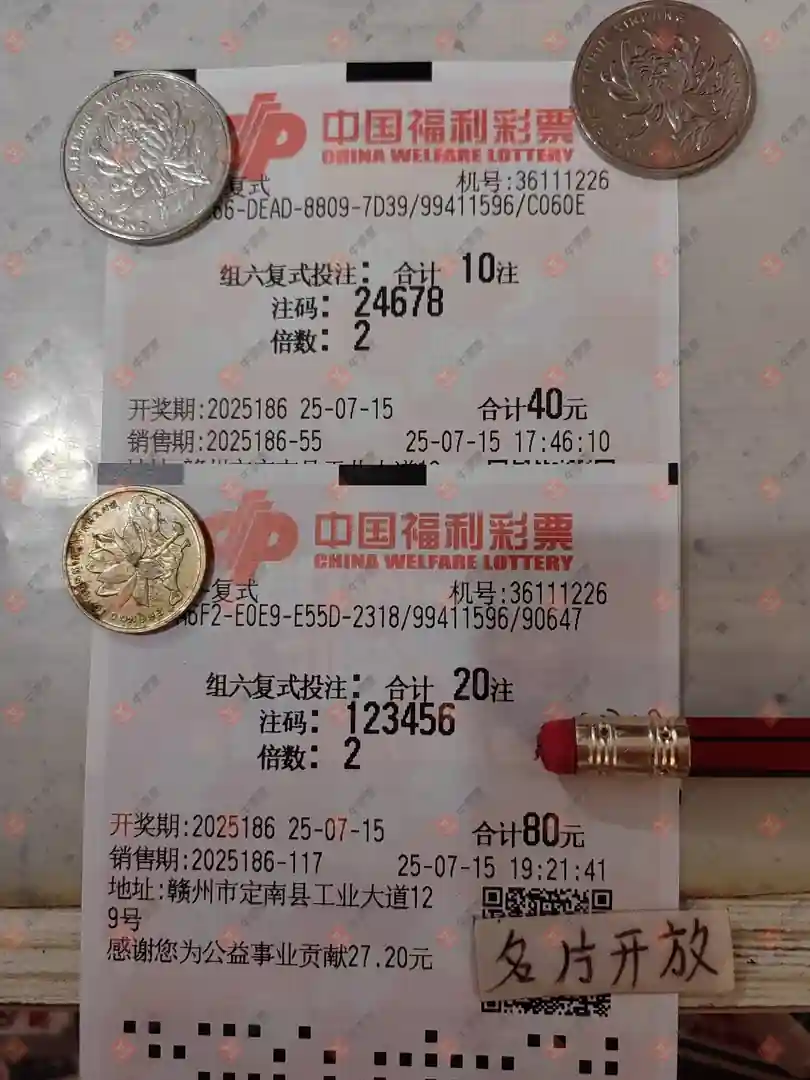 中国福利彩票
CHINA WELFARE LOTTERY
复式 机号:36111226
66-DEAD-8809-7D39/99411596/C060E
组六复式投注: 合计 10注
注码: 24678
倍数: 2
开奖期:2025186 25-07-15 合计40元
销售期:2025186-55 25-07-15 17:46:10
中国福利彩票
CHINA WELFARE LOTTERY
复式 机号:36111226
6F2-E0E9-E55D-2318/99411596/90647
组六复式投注: 合计 20注
注码: 123456
倍数: 2
开奖期:2025186 25-07-15 合计80元
销售期:2025186-117 25-07-15 19:21:41
地址:赣州市定南县工业大道12
9号
感谢您为公益事业贡献27.20元
名片开放